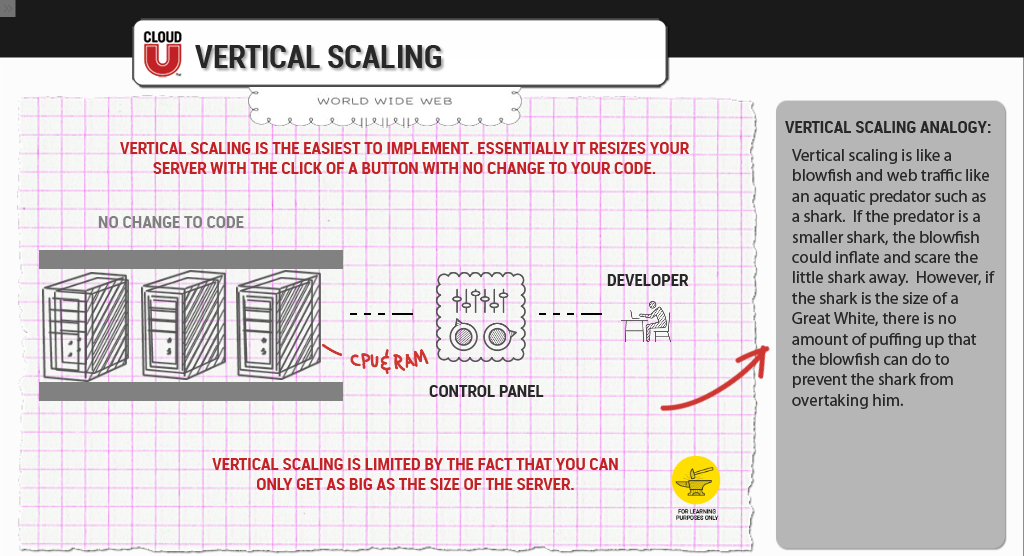 CLOUD
U
VERTICAL SCALING
WORLD WIDE WEB
VERTICAL SCALING IS THE EASIEST TO IMPLEMENT. ESSENTIALLY IT RESIZES YOUR
SERVER WITH THE CLICK OF A BUTTON WITH NO CHANGE TO YOUR CODE.
NO CHANGE TO CODE
CPU & RAM
CONTROL PANEL
DEVELOPER
VERTICAL SCALING IS LIMITED BY THE FACT THAT YOU CAN
ONLY GET AS BIG AS THE SIZE OF THE SERVER.
FOR LEARNING
PURPOSES ONLY
VERTICAL SCALING ANALOGY:
Vertical scaling is like a
blowfish and web traffic like
an aquatic predator such as
a shark.  If the predator is a
smaller shark, the blowfish
could inflate and scare the
little shark away.  However, if
the shark is the size of a
Great White, there is no
amount of puffing up that
the blowfish can do to
prevent the shark from
overtaking him.